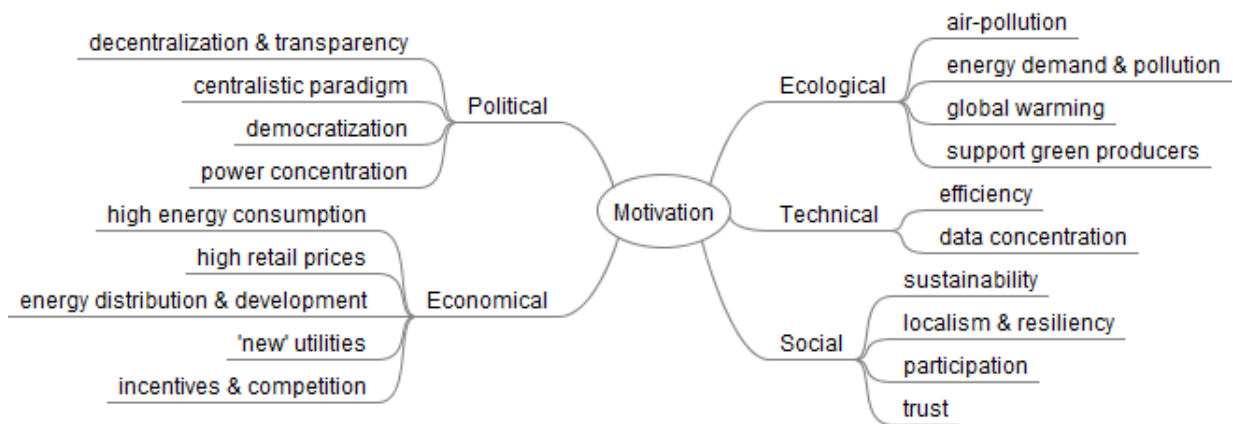 decentralization & transparency
centralistic paradigm
democratization
power concentration
Political
high energy consumption
high retail prices
energy distribution & development
'new' utilities
incentives & competition
Economical
Motivation
Ecological
air-pollution
energy demand & pollution
global warming
support green producers
Technical
efficiency
data concentration
Social
sustainability
localism & resiliency
participation
trust